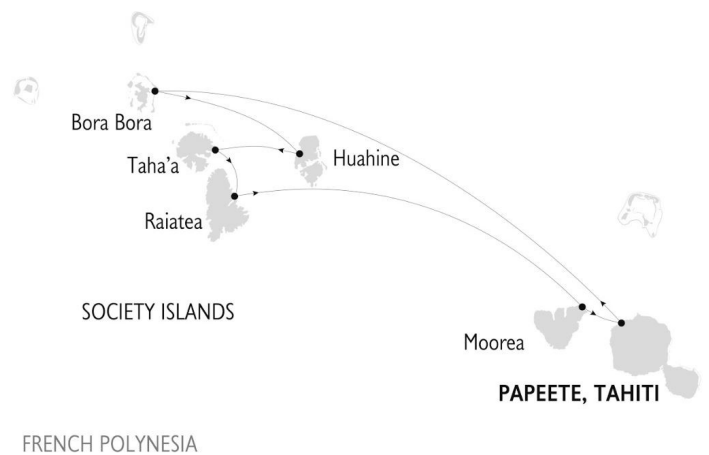 Bora Bora
Huahine
Taha'a
Raiatea
SOCIETY ISLANDS
Moorea
PAPEETE, TAHITI
FRENCH POLYNESIA